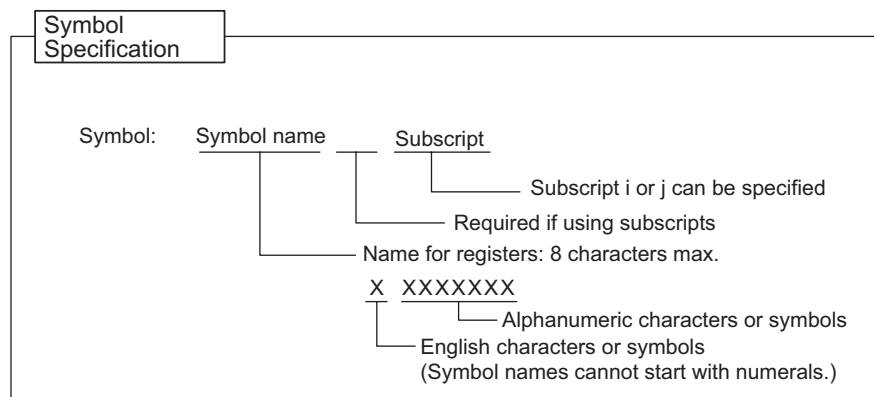 Symbol
Specification
Symbol: Symbol name Subscript
Subscript i or j can be specified
Required if using subscripts
Name for registers: 8 characters max.
X XXXXXXX
Alphanumeric characters or symbols
English characters or symbols
(Symbol names cannot start with numerals.)